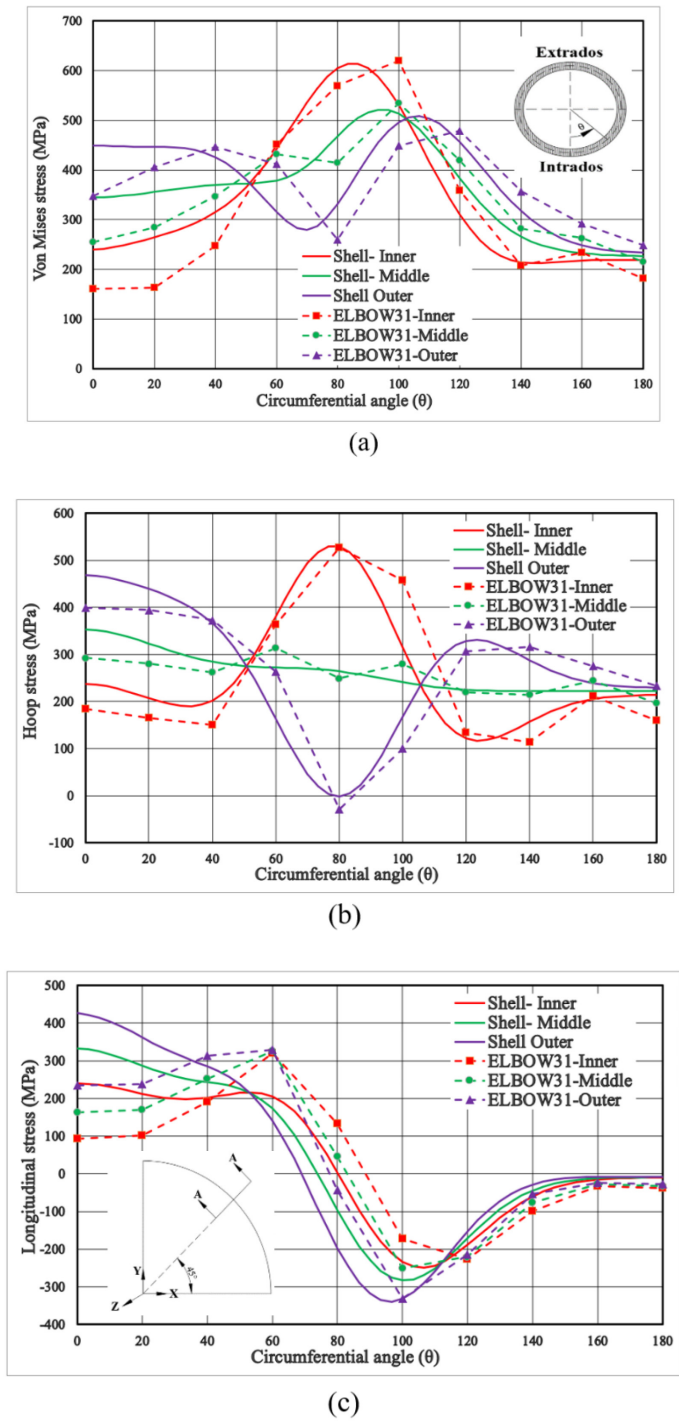 700
600
500
400
300
200
100
0
Von Mises stress (MPa)
Extrados
θ
Intrados
Shell- Inner
Shell- Middle
Shell Outer
ELBOW31-Inner
ELBOW31-Middle
ELBOW31-Outer
0 20 40 60 80 100 120 140 160 180
Circumferential angle (θ)
(a)
600
500
400
300
200
100
0
-100
Hoop stress (MPa)
Shell- Inner
Shell- Middle
Shell Outer
ELBOW31-Inner
ELBOW31-Middle
ELBOW31-Outer
0 20 40 60 80 100 120 140 160 180
Circumferential angle (θ)
(b)
500
400
300
200
100
0
-100
-200
-300
-400
Longitudinal stress (MPa)
Shell- Inner
Shell- Middle
Shell Outer
ELBOW31-Inner
ELBOW31-Middle
ELBOW31-Outer
A
A
45°
Y
X
Z
0 20 40 60 80 100 120 140 160 180
Circumferential angle (θ)
(c)